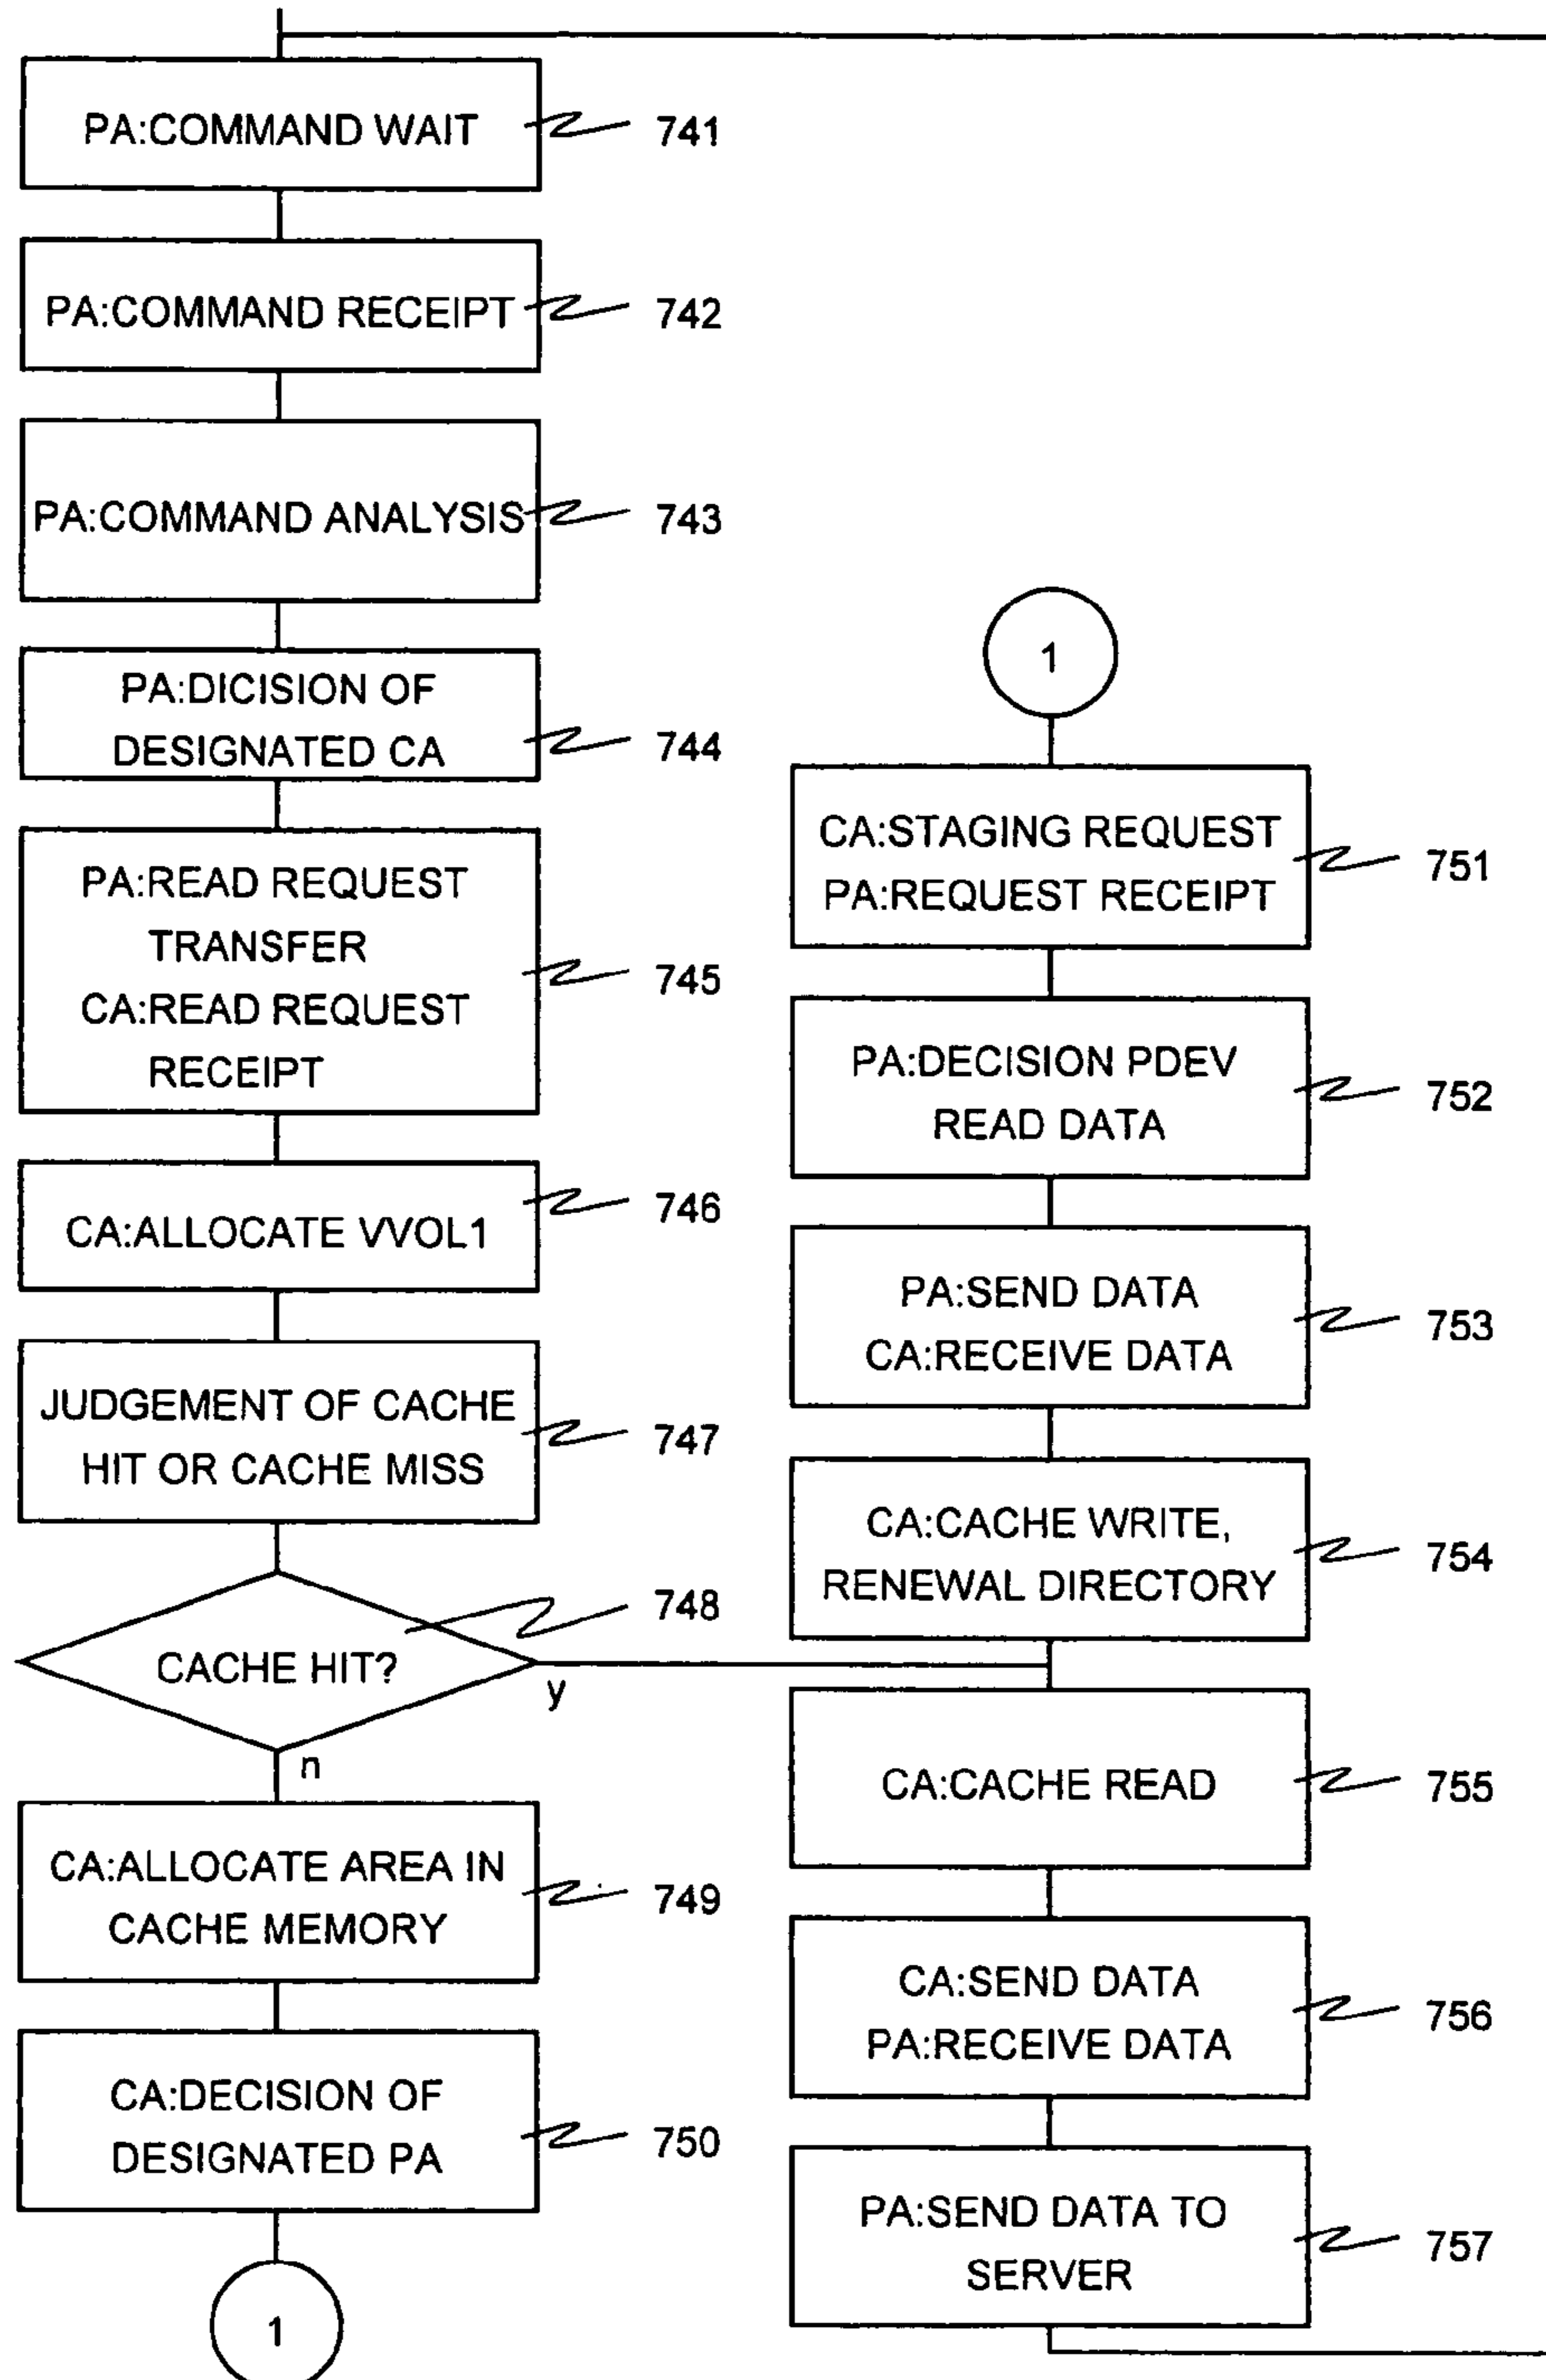 PA:COMMAND WAIT
741
PA:COMMAND RECEIPT
742
PA:COMMAND ANALYSIS
743
PA:DICISION OF
DESIGNATED CA
744
PA:READ REQUEST
TRANSFER
CA:READ REQUEST
RECEIPT
745
CA:ALLOCATE VVOL1
746
JUDGEMENT OF CACHE
HIT OR CACHE MISS
747
CACHE HIT?
748
y
n
CA:ALLOCATE AREA IN
CACHE MEMORY
749
CA:DECISION OF
DESIGNATED PA
750
1
1
CA:STAGING REQUEST
PA:REQUEST RECEIPT
751
PA:DECISION PDEV
READ DATA
752
PA:SEND DATA
CA:RECEIVE DATA
753
CA:CACHE WRITE,
RENEWAL DIRECTORY
754
CA:CACHE READ
755
CA:SEND DATA
PA:RECEIVE DATA
756
PA:SEND DATA TO
SERVER
757